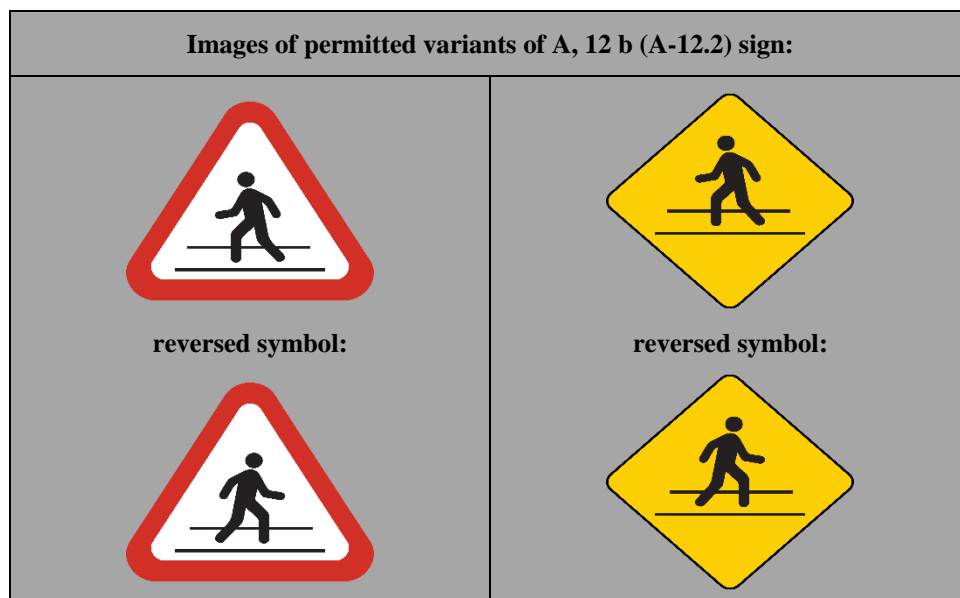 Images of permitted variants of A, 12 b (A-12.2) sign:
reversed symbol:
reversed symbol: